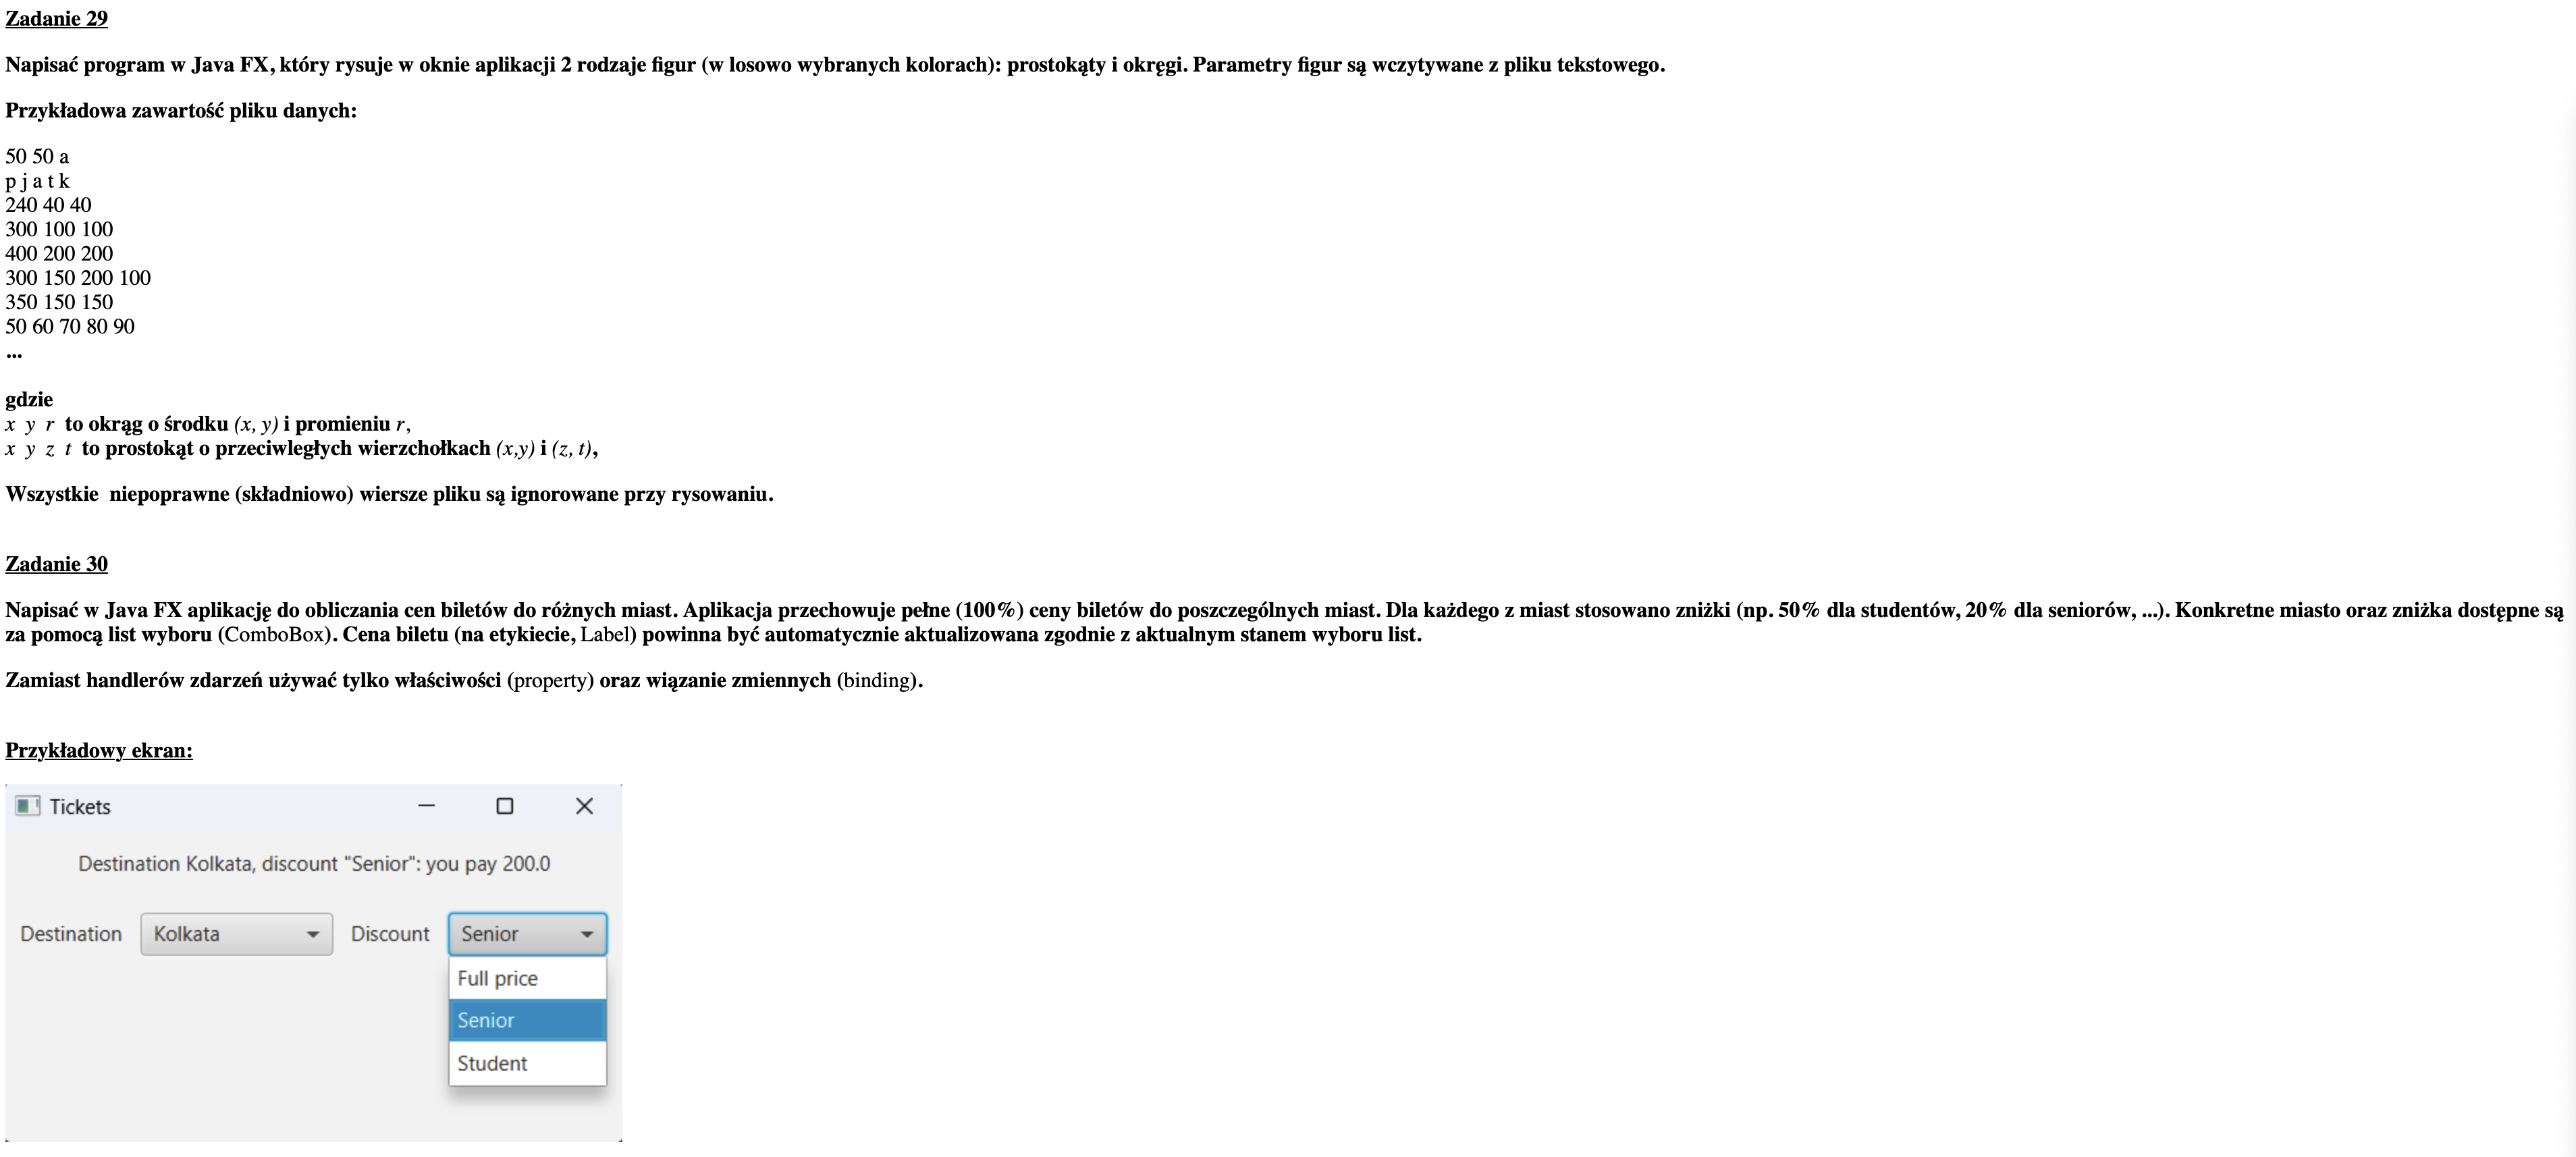 Zadanie 29
Napisać program w Java FX, który rysuje w oknie aplikacji 2 rodzaje figur (w losowo wybranych kolorach): prostokąty i okręgi. Parametry figur są wczytywane z pliku tekstowego.
Przykładowa zawartość pliku danych:
50 50 a
p j a t k
240 40 40
300 100 100
400 200 200
300 150 200 100
350 150 150
50 60 70 80 90
...
gdzie
x y r to okrąg o środku (x, y) i promieniu r,
x y z t to prostokąt o przeciwległych wierzchołkach (x,y) i (z, t),
Wszystkie niepoprawne (składniowo) wiersze pliku są ignorowane przy rysowaniu.
Zadanie 30
Napisać w Java FX aplikację do obliczania cen biletów do różnych miast. Aplikacja przechowuje pełne (100%) ceny biletów do poszczególnych miast. Dla każdego z miast stosowano zniżki (np. 50% dla studentów, 20% dla seniorów, ...). Konkretne miasto oraz zniżka dostępne są
za pomocą list wyboru (ComboBox). Cena biletu (na etykiecie, Label) powinna być automatycznie aktualizowana zgodnie z aktualnym stanem wyboru list.
Zamiast handlerów zdarzeń używać tylko właściwości (property) oraz wiązanie zmiennych (binding).
Przykładowy ekran:
Tickets
Destination Kolkata, discount "Senior": you pay 200.0
Destination Kolkata Discount Senior
Full price
Senior
Student